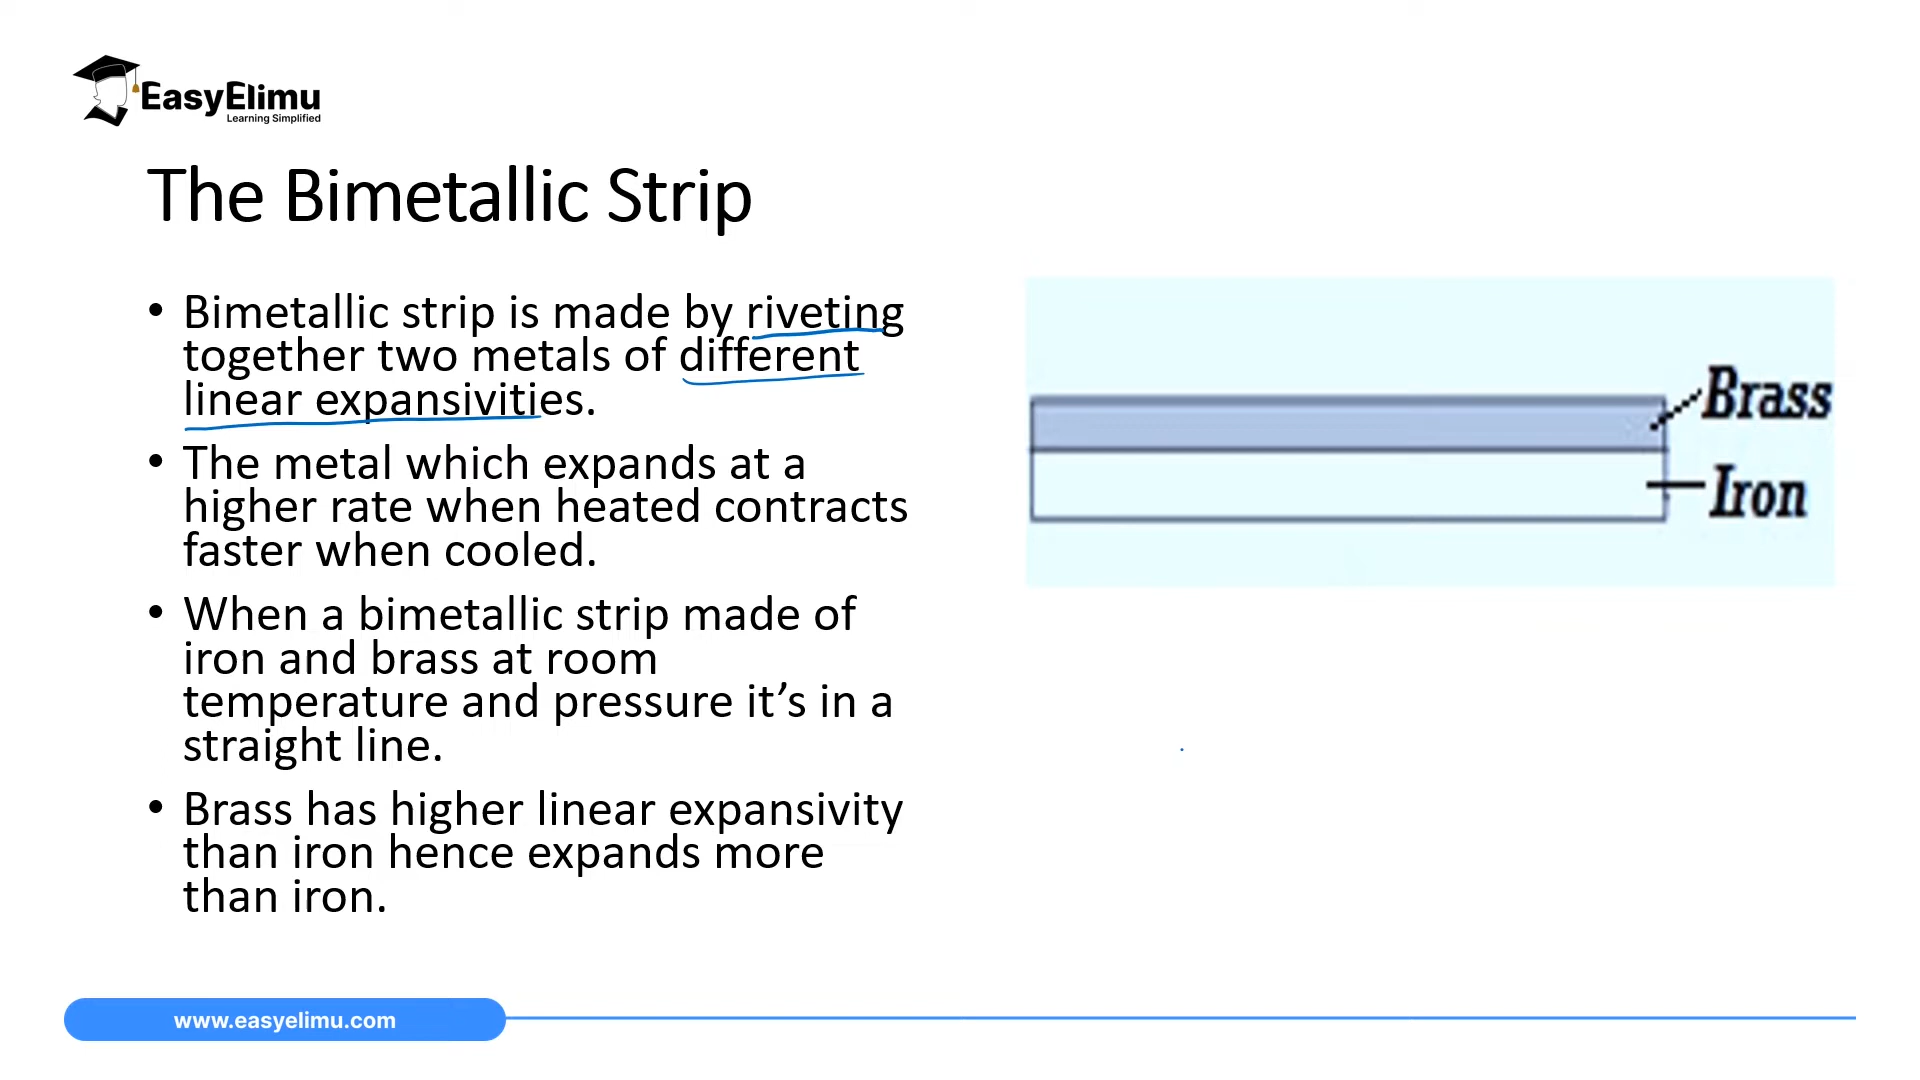 EasyElimu
Learning Simplified
The Bimetallic Strip
• Bimetallic strip is made by riveting
together two metals of different
linear expansivities.
• The metal which expands at a
higher rate when heated contracts
faster when cooled.
• When a bimetallic strip made of
iron and brass at room
temperature and pressure it’s in a
straight line.
• Brass has higher linear expansivity
than iron hence expands more
than iron.
Brass
Iron
www.easyelimu.com